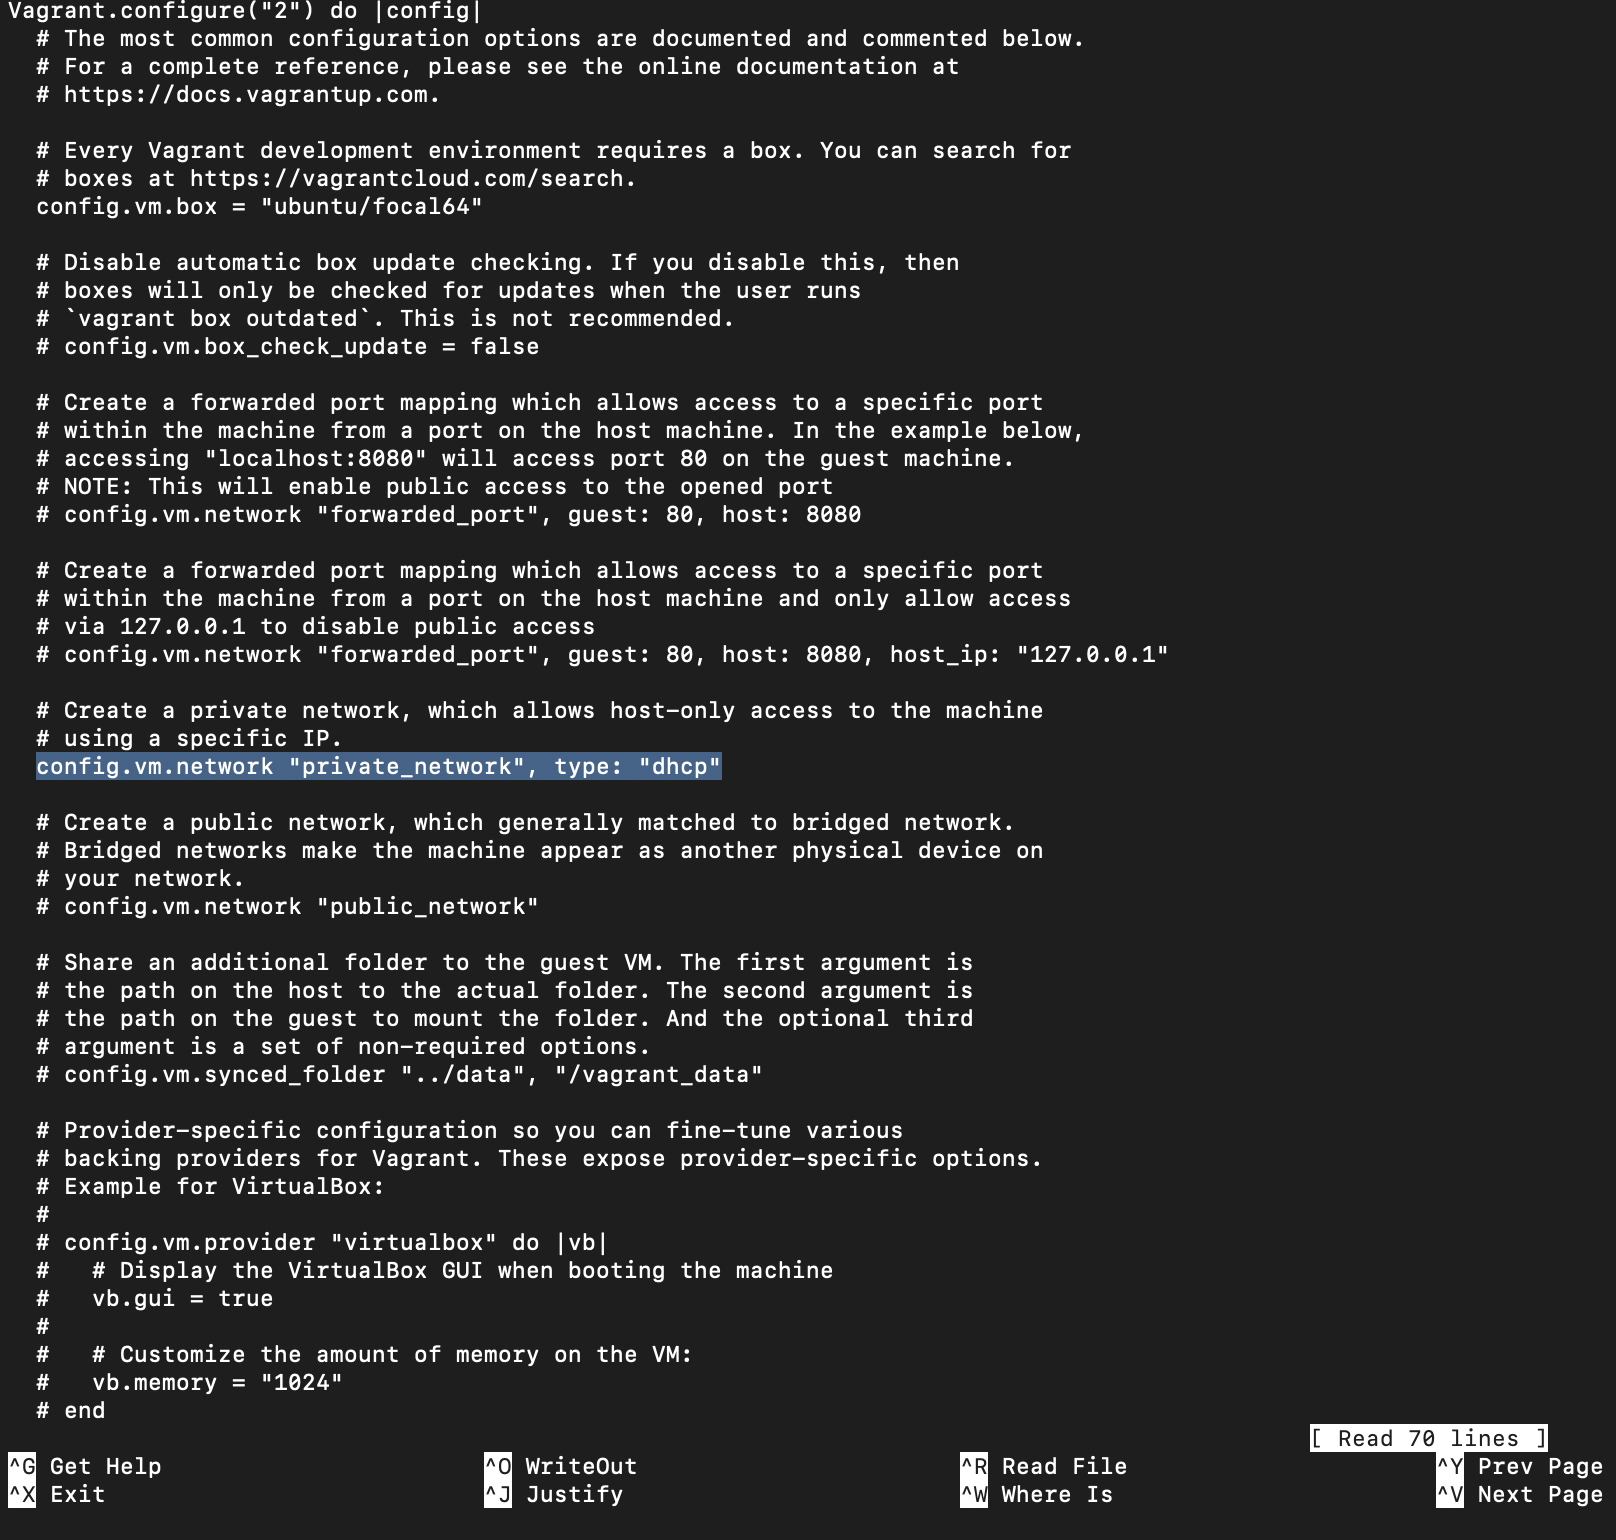 Vagrant.configure("2") do |config|
  # The most common configuration options are documented and commented below.
  # For a complete reference, please see the online documentation at
  # https://docs.vagrantup.com.

  # Every Vagrant development environment requires a box. You can search for
  # boxes at https://vagrantcloud.com/search.
  config.vm.box = "ubuntu/focal64"

  # Disable automatic box update checking. If you disable this, then
  # boxes will only be checked for updates when the user runs
  # `vagrant box outdated`. This is not recommended.
  # config.vm.box_check_update = false

  # Create a forwarded port mapping which allows access to a specific port
  # within the machine from a port on the host machine. In the example below,
  # accessing "localhost:8080" will access port 80 on the guest machine.
  # NOTE: This will enable public access to the opened port
  # config.vm.network "forwarded_port", guest: 80, host: 8080

  # Create a forwarded port mapping which allows access to a specific port
  # within the machine from a port on the host machine and only allow access
  # via 127.0.0.1 to disable public access
  # config.vm.network "forwarded_port", guest: 80, host: 8080, host_ip: "127.0.0.1"

  # Create a private network, which allows host-only access to the machine
  # using a specific IP.
  config.vm.network "private_network", type: "dhcp"

  # Create a public network, which generally matched to bridged network.
  # Bridged networks make the machine appear as another physical device on
  # your network.
  # config.vm.network "public_network"

  # Share an additional folder to the guest VM. The first argument is
  # the path on the host to the actual folder. The second argument is
  # the path on the guest to mount the folder. And the optional third
  # argument is a set of non-required options.
  # config.vm.synced_folder "../data", "/vagrant_data"

  # Provider-specific configuration so you can fine-tune various
  # backing providers for Vagrant. These expose provider-specific options.
  # Example for VirtualBox:
  #
  # config.vm.provider "virtualbox" do |vb|
  #   # Display the VirtualBox GUI when booting the machine
  #   vb.gui = true
  #
  #   # Customize the amount of memory on the VM:
  #   vb.memory = "1024"
  # end
[ Read 70 lines ]
^G Get Help ^O WriteOut ^R Read File ^Y Prev Page
^X Exit ^J Justify ^W Where Is ^V Next Page